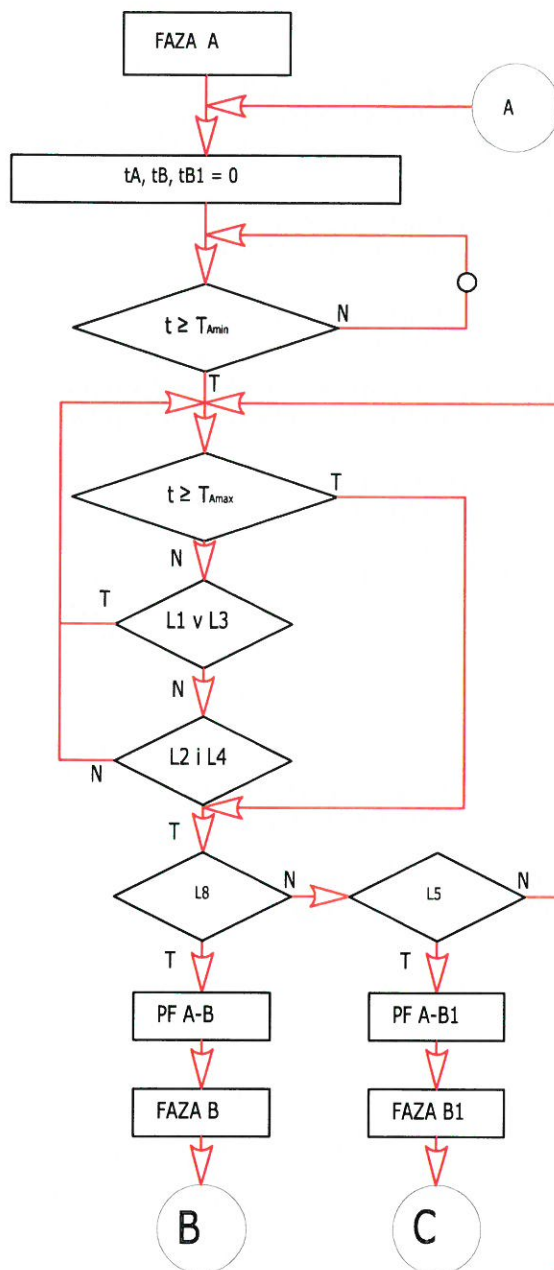 FAZA A
A
tA, tB, tB1 = 0
t ≥ TAmin
N
T
t ≥ TAmax
T
N
T
L1 v L3
N
L2 i L4
N
T
L8
N
L5
N
T
T
PF A-B
PF A-B1
FAZA B
FAZA B1
B
C